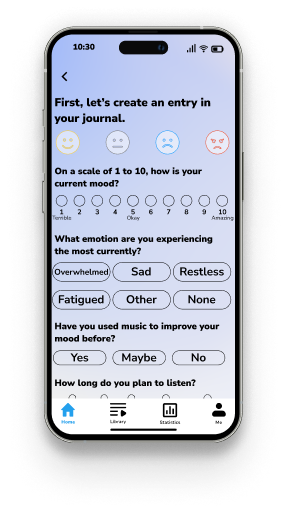 10:30
First, let's create an entry in
your journal.
On a scale of 1 to 10, how is your
current mood?
1 2 3 4 5 6 7 8 9 10
Terrible Okay Amazing
What emotion are you experiencing
the most currently?
Overwhelmed Sad Restless
Fatigued Other None
Have you used music to improve your
mood before?
Yes Maybe No
How long do you plan to listen?
Home Library Statistics Me